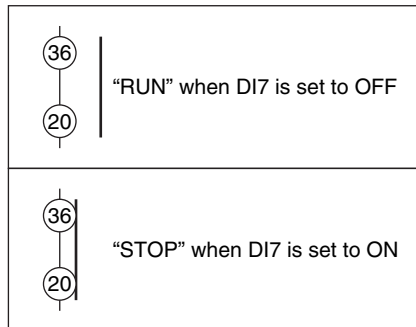 36
“RUN” when DI7 is set to OFF
20
36
“STOP” when DI7 is set to ON
20